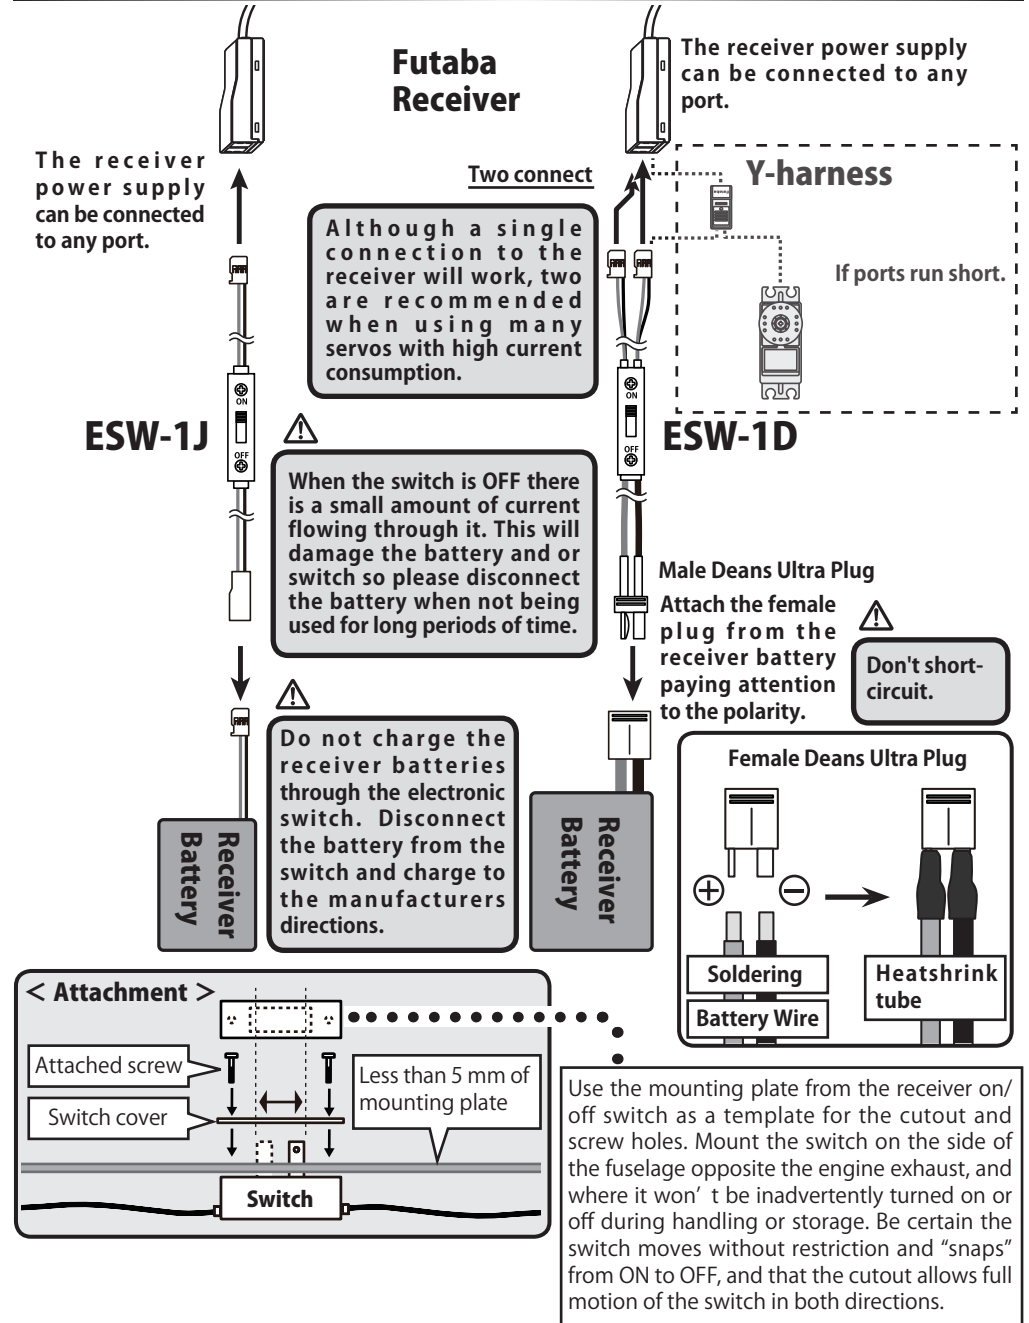 Futaba
Receiver
The receiver power supply
can be connected to any
port.
The receiver
power supply
can be connected
to any port.
Two connect
Although a single
connection to the
receiver will work, two
are recommended
when using many
servos with high current
consumption.
Y-harness
If ports run short.
ON
OFF
ESW-1J
ON
OFF
ESW-1D
When the switch is OFF there
is a small amount of current
flowing through it. This will
damage the battery and or
switch so please disconnect
the battery when not being
used for long periods of time.
Male Deans Ultra Plug
Attach the female
plug from the
receiver battery
paying attention
to the polarity.
Don't short-
circuit.
Do not charge the
receiver batteries
through the electronic
switch. Disconnect
the battery from the
switch and charge to
the manufacturers
directions.
Receiver
Battery
Receiver
Battery
Female Deans Ultra Plug
+
−
Soldering
Battery Wire
Heatshrink
tube
< Attachment >
Attached screw
Switch cover
Less than 5 mm of
mounting plate
Switch
Use the mounting plate from the receiver on/
off switch as a template for the cutout and
screw holes. Mount the switch on the side of
the fuselage opposite the engine exhaust, and
where it won’ t be inadvertently turned on or
off during handling or storage. Be certain the
switch moves without restriction and “snaps”
from ON to OFF, and that the cutout allows full
motion of the switch in both directions.